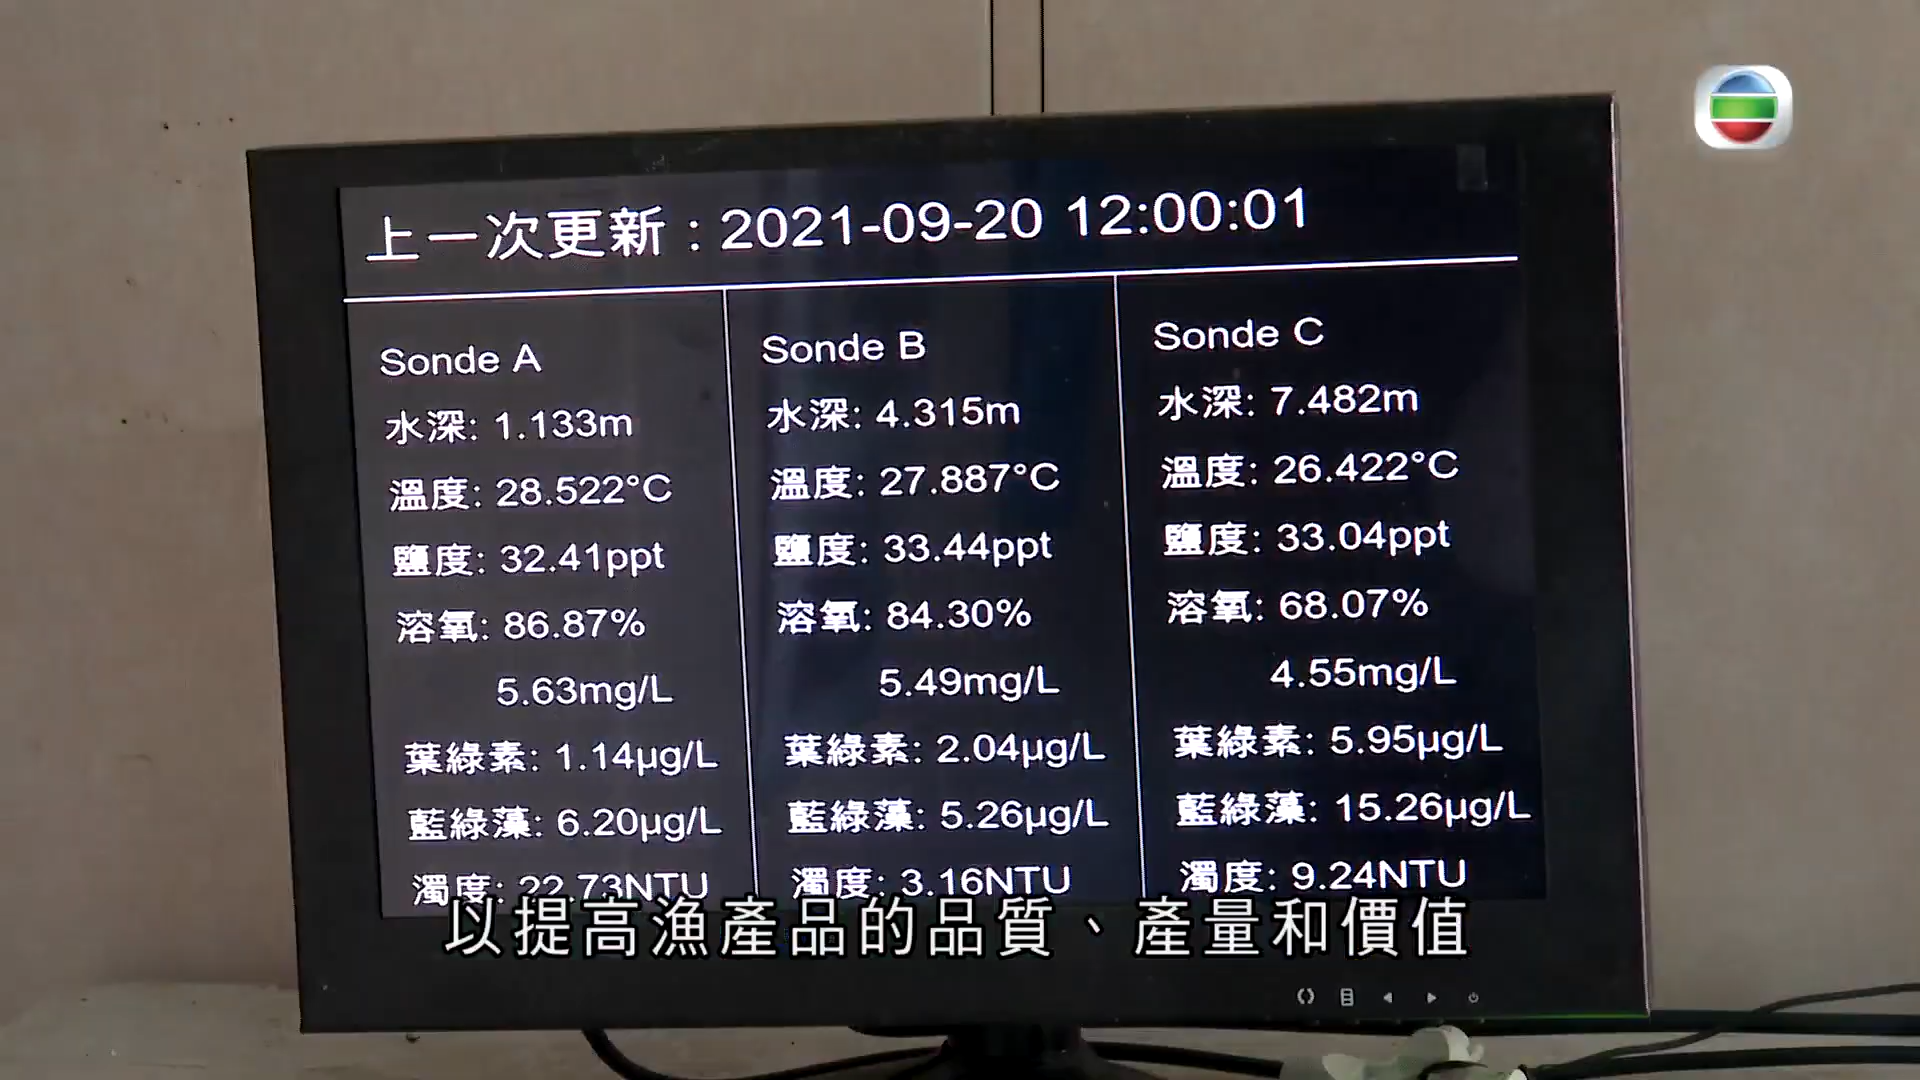 上一次更新：2021-09-20 12:00:01
Sonde A
水深: 1.133m
溫度: 28.522°C
鹽度: 32.41ppt
溶氧: 86.87%
5.63mg/L
葉綠素: 1.14µg/L
藍綠藻: 6.20µg/L
濁度: 22.73NTU
Sonde B
水深: 4.315m
溫度: 27.887°C
鹽度: 33.44ppt
溶氧: 84.30%
5.49mg/L
葉綠素: 2.04µg/L
藍綠藻: 5.26µg/L
濁度: 3.16NTU
Sonde C
水深: 7.482m
溫度: 26.422°C
鹽度: 33.04ppt
溶氧: 68.07%
4.55mg/L
葉綠素: 5.95µg/L
藍綠藻: 15.26µg/L
濁度: 9.24NTU
以提高漁產品的品質、產量和價值